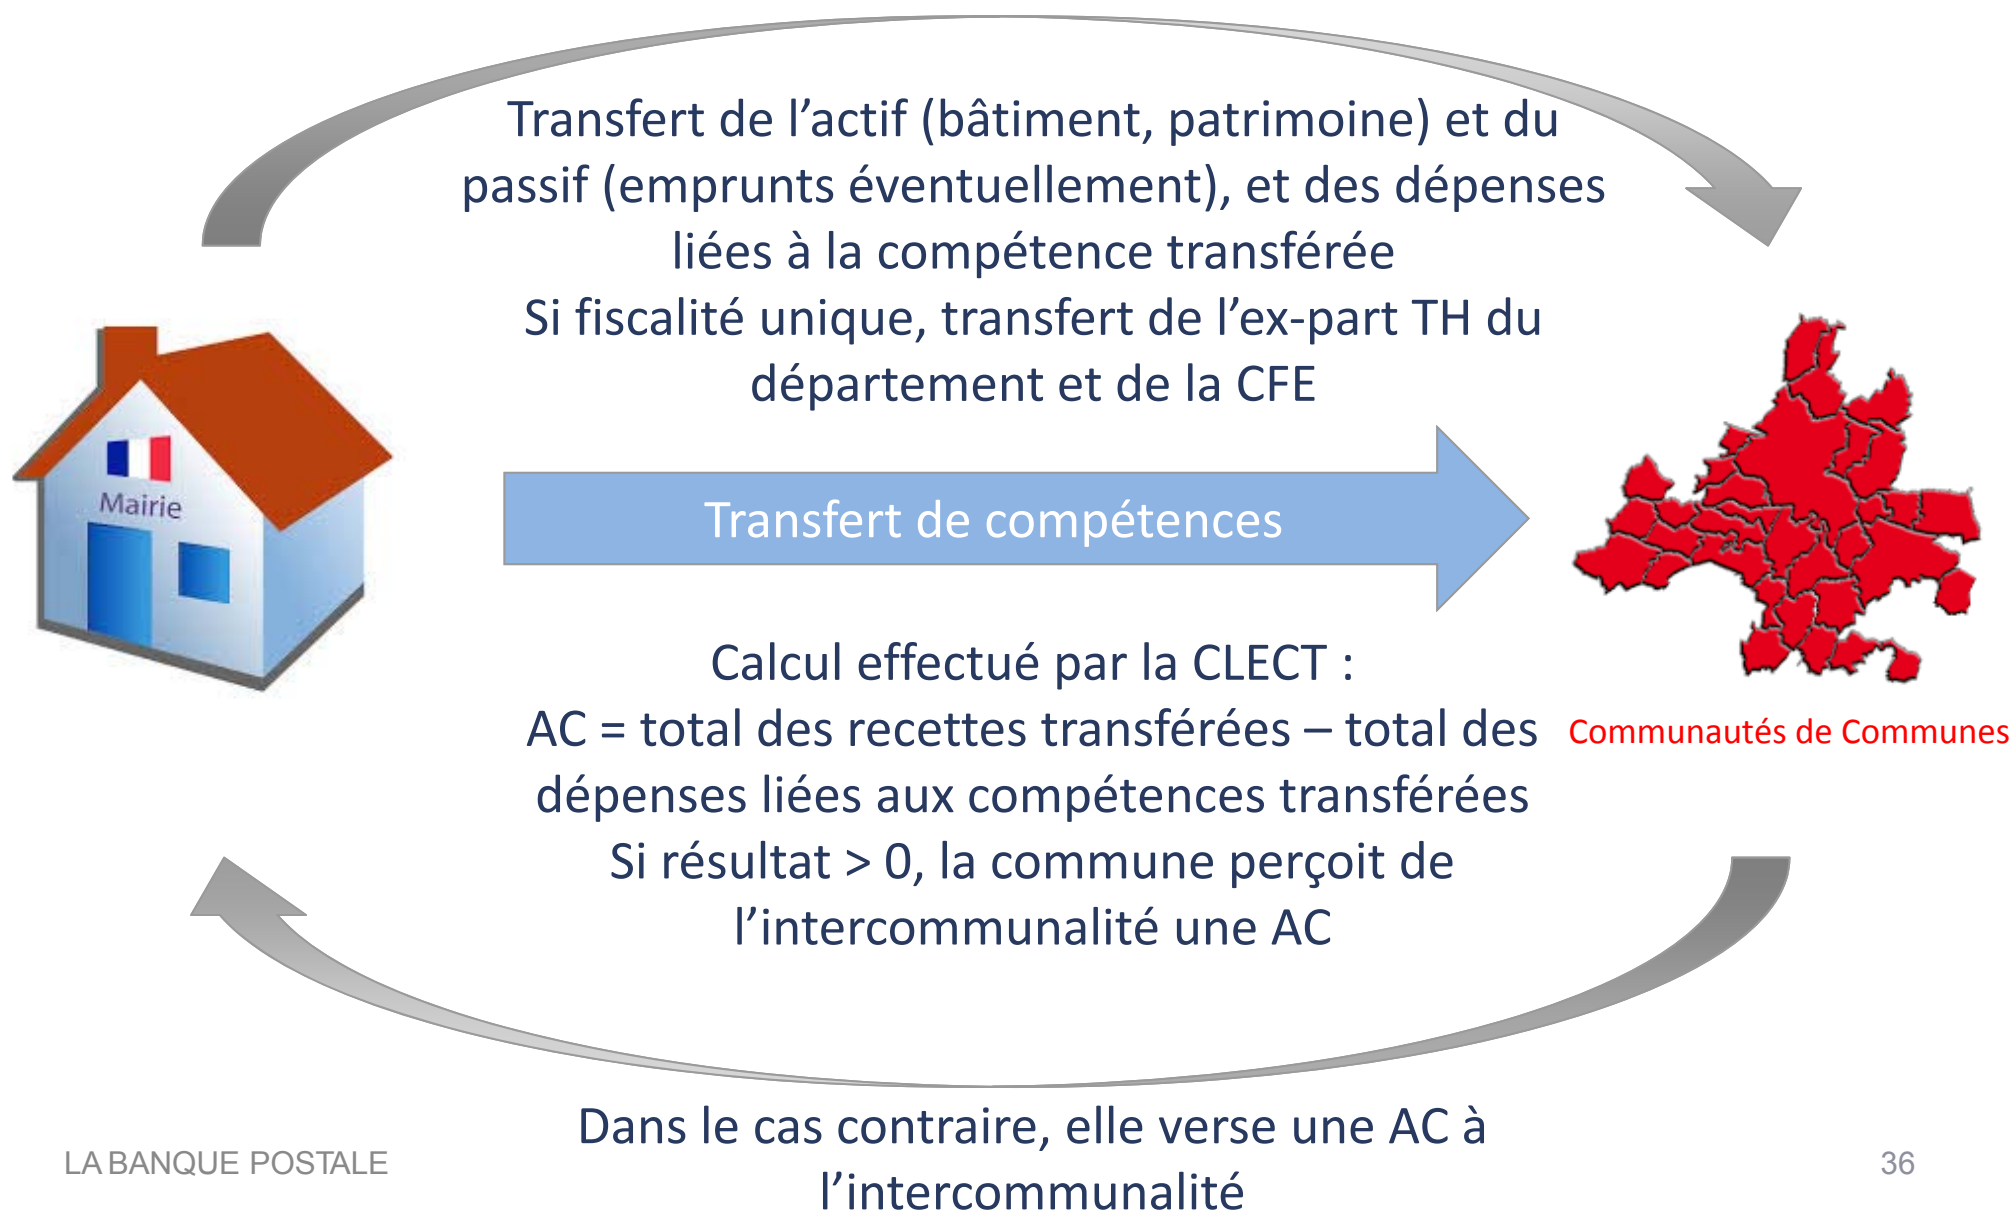 Transfert de l’actif (bâtiment, patrimoine) et du
passif (emprunts éventuellement), et des dépenses
liées à la compétence transférée
Si fiscalité unique, transfert de l’ex-part TH du
département et de la CFE
Mairie
Transfert de compétences
Calcul effectué par la CLECT :
AC = total des recettes transférées – total des
dépenses liées aux compétences transférées
Si résultat > 0, la commune perçoit de
l’intercommunalité une AC
Communautés de Communes
Dans le cas contraire, elle verse une AC à
l’intercommunalité
LA BANQUE POSTALE
36